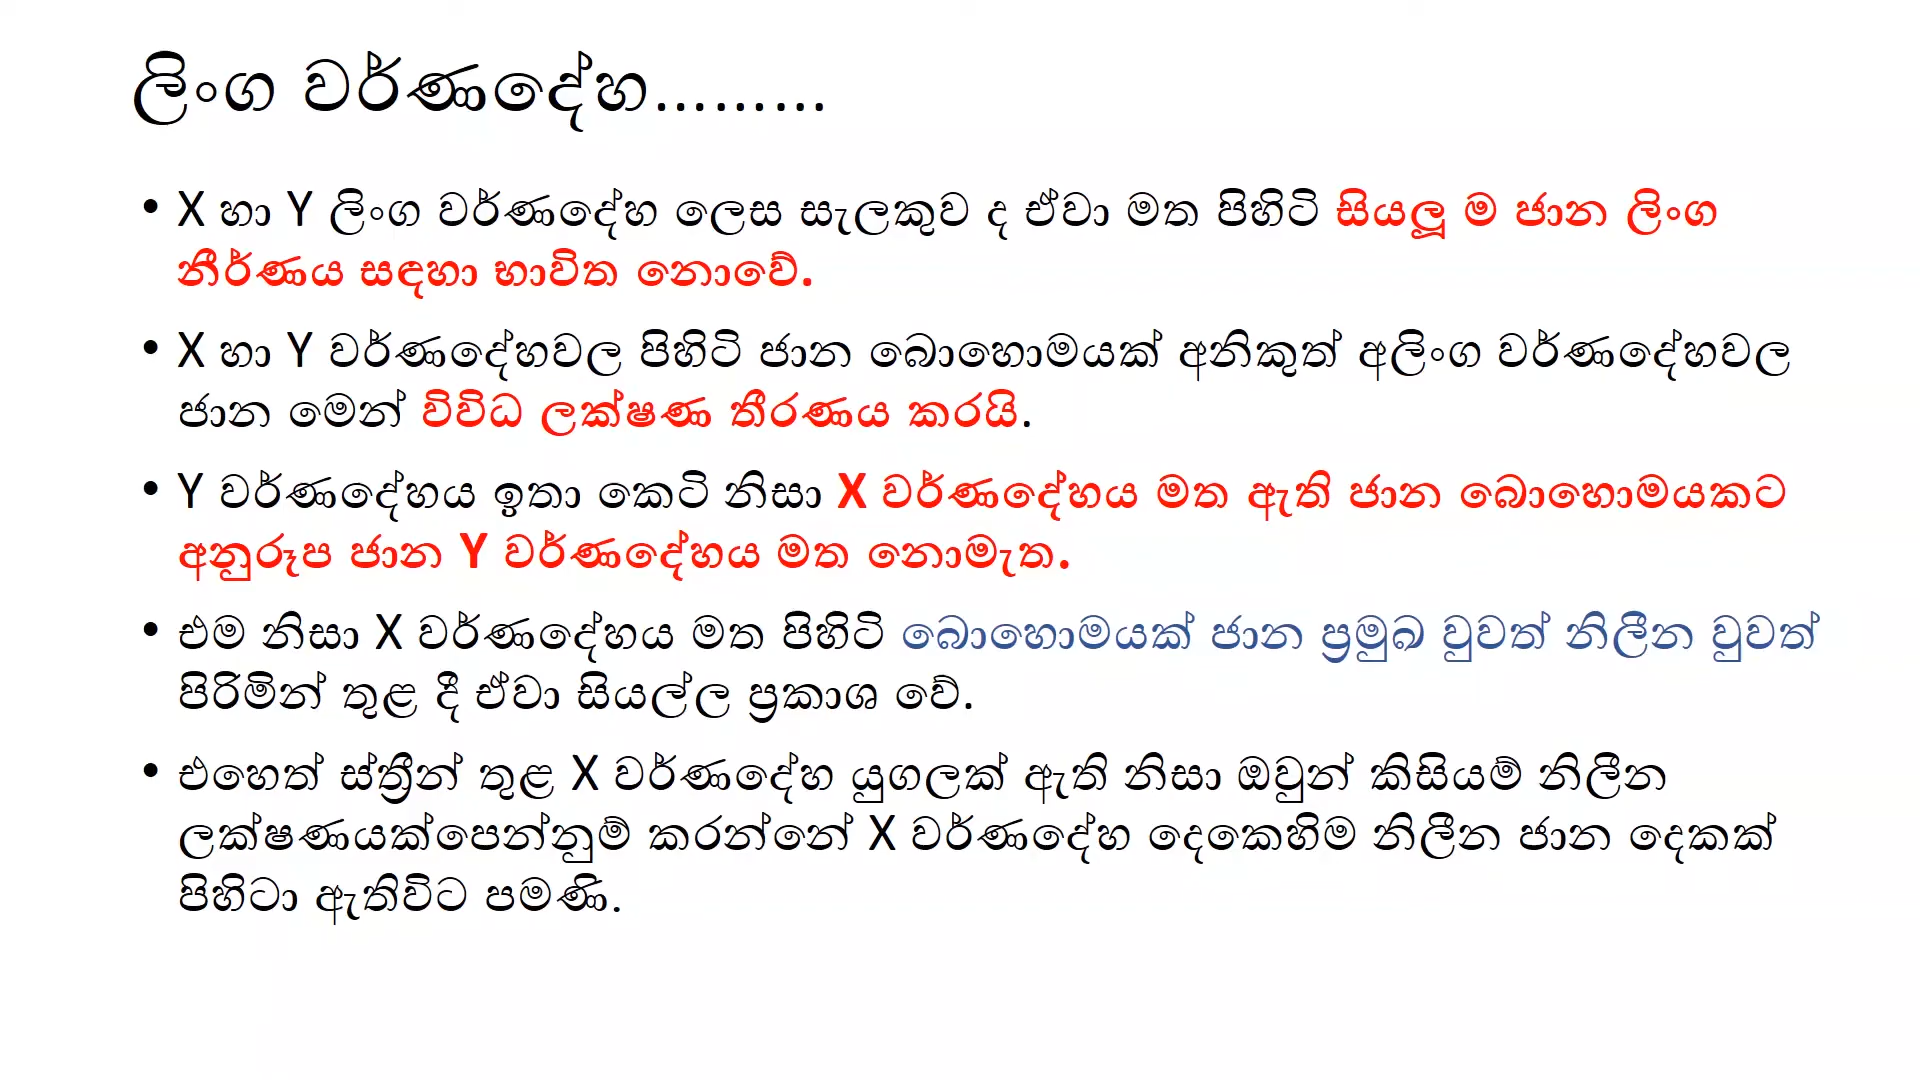 ලිංග වර්ණදේහ.........
• X හා Y ලිංග වර්ණදේහ ලෙස සැලකුව ද ඒවා මත පිහිටි සියලූ ම ජාන ලිංග
නීර්ණය සඳහා භාවිත නොවේ.
• X හා Y වර්ණදේහවල පිහිටි ජාන බොහොමයක් අනිකුත් අලිංග වර්ණදේහවල
ජාන මෙන් විවිධ ලක්ෂණ තීරණය කරයි.
• Y වර්ණදේහය ඉතා කෙටි නිසා X වර්ණදේහය මත ඇති ජාන බොහොමයකට
අනුරූප ජාන Y වර්ණදේහය මත නොමැත.
• එම නිසා X වර්ණදේහය මත පිහිටි බොහොමයක් ජාන ප්‍රමුඛ වුවත් නිලීන වුවත්
පිරිමින් තුළ දී ඒවා සියල්ල ප්‍රකාශ වේ.
• එහෙත් ස්ත්‍රීන් තුළ X වර්ණදේහ යුගලක් ඇති නිසා ඔවුන් කිසියම් නිලීන
ලක්ෂණයක්පෙන්නුම් කරන්නේ X වර්ණදේහ දෙකෙහිම නිලීන ජාන දෙකක්
පිහිටා ඇතිවිට පමණි.